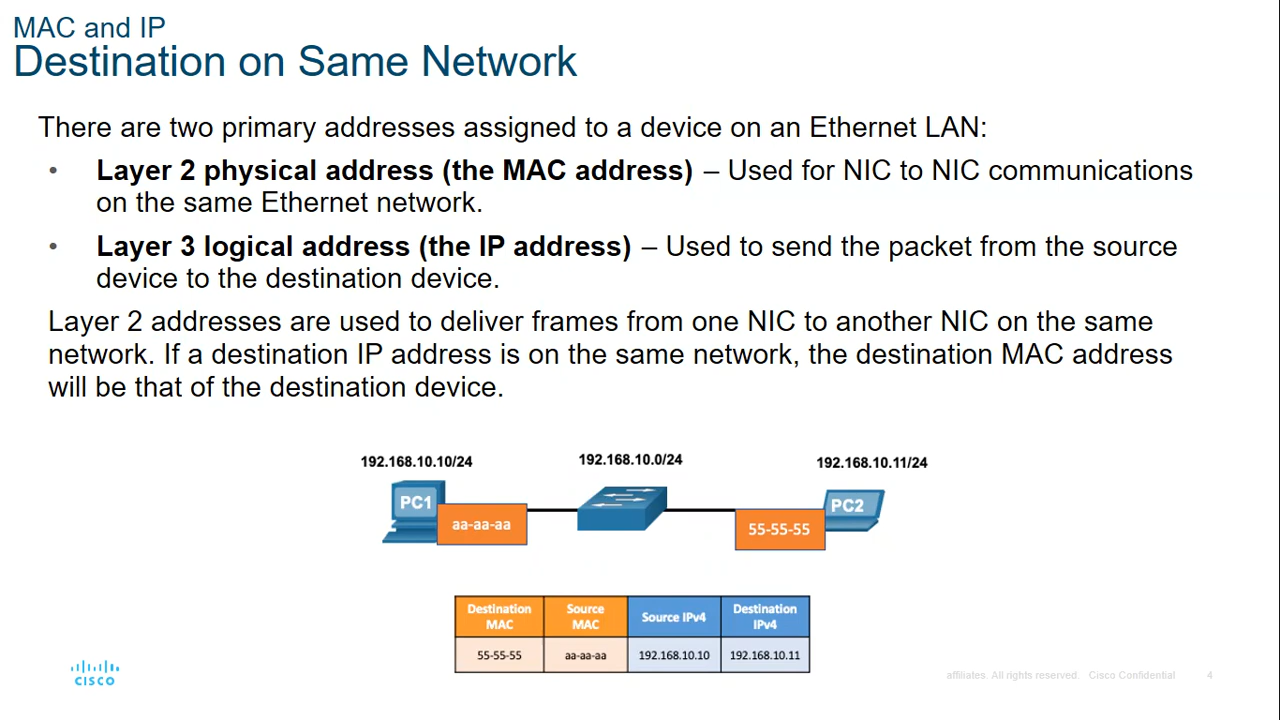 MAC and IP
Destination on Same Network
There are two primary addresses assigned to a device on an Ethernet LAN:
• Layer 2 physical address (the MAC address) – Used for NIC to NIC communications
on the same Ethernet network.
• Layer 3 logical address (the IP address) – Used to send the packet from the source
device to the destination device.
Layer 2 addresses are used to deliver frames from one NIC to another NIC on the same
network. If a destination IP address is on the same network, the destination MAC address
will be that of the destination device.
192.168.10.10/24
192.168.10.0/24
192.168.10.11/24
PC1
aa-aa-aa
55-55-55
PC2
Destination MAC
Source MAC
Source IPv4
Destination IPv4
55-55-55
aa-aa-aa
192.168.10.10
192.168.10.11
CISCO
affiliates. All rights reserved. Cisco Confidential
4